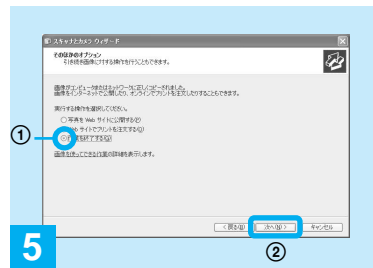 スキャナとカメラ ウィザード
そのほかのオプション
引き続き画像に対する操作を行うこともできます。
画像がコンピュータまたはネットワークに正しくコピーされました。
画像をインターネットで公開したり、オンラインでプリントを注文したりすることもできます。
実行する操作を選択してください。
写真を Web サイトに公開する(P)
Web サイトでプリントを注文する(O)
①
作業を終了する(N)
画像を使ってできる作業の詳細を表示します。
< 戻る(B)
次へ(N) >
キャンセル
5
②